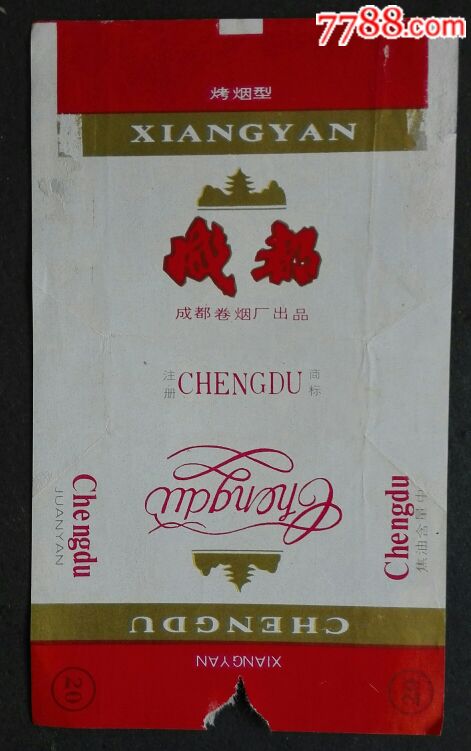 7788.com
烤烟型
XIANGYAN
成都
成都卷烟厂出品
注册 CHENGDU 商标
Chengdu
Chengdu
JUANYAN
Chengdu
焦油含量中
CHENGDU
XIANGYAN
20
20